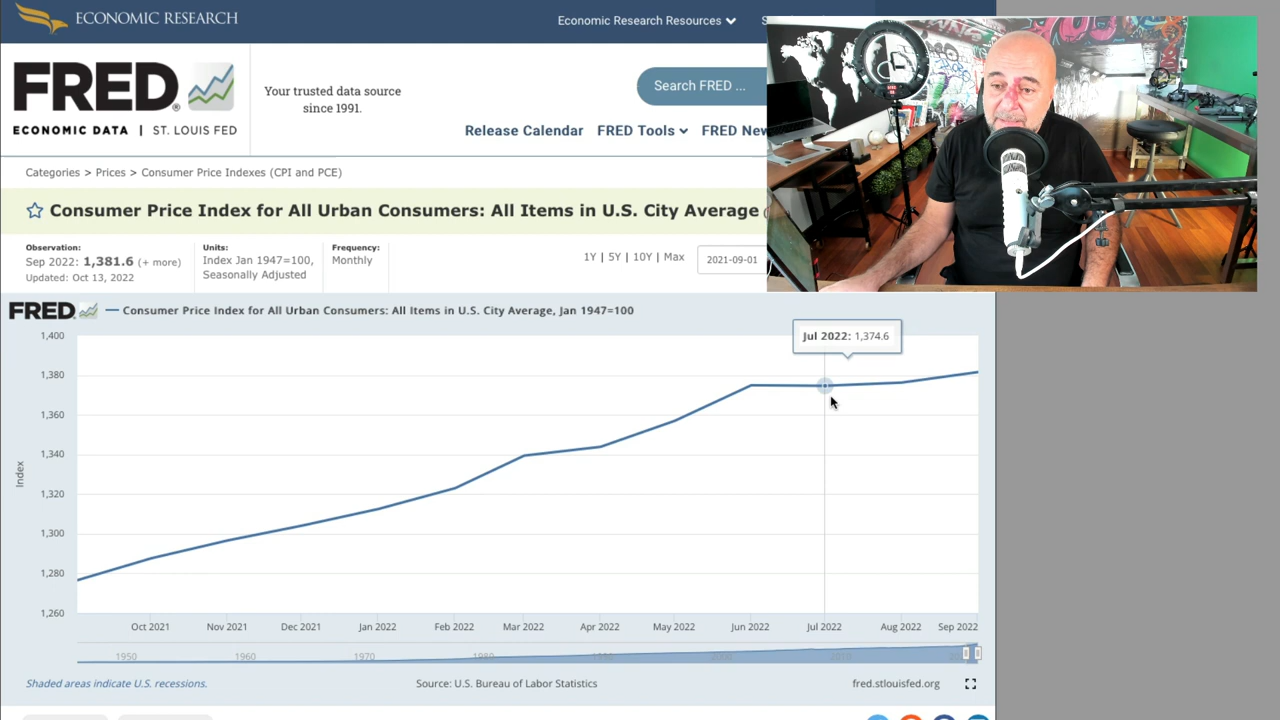 ECONOMIC RESEARCH
Economic Research Resources
FRED®
ECONOMIC DATA | ST. LOUIS FED
Your trusted data source
since 1991.
Search FRED ...
Release Calendar FRED Tools FRED New
Categories > Prices > Consumer Price Indexes (CPI and PCE)
Consumer Price Index for All Urban Consumers: All Items in U.S. City Average
Observation:
Sep 2022: 1,381.6 (+ more)
Updated: Oct 13, 2022
Units:
Index Jan 1947=100,
Seasonally Adjusted
Frequency:
Monthly
1Y | 5Y | 10Y | Max
2021-09-01
FRED Consumer Price Index for All Urban Consumers: All Items in U.S. City Average, Jan 1947=100
Jul 2022: 1,374.6
1,400
1,380
1,360
1,340
1,320
1,300
1,280
1,260
Index
Oct 2021 Nov 2021 Dec 2021 Jan 2022 Feb 2022 Mar 2022 Apr 2022 May 2022 Jun 2022 Jul 2022 Aug 2022 Sep 2022
1950 1960 1970 1980 1990 2000 2010
Shaded areas indicate U.S. recessions.
Source: U.S. Bureau of Labor Statistics
fred.stlouisfed.org